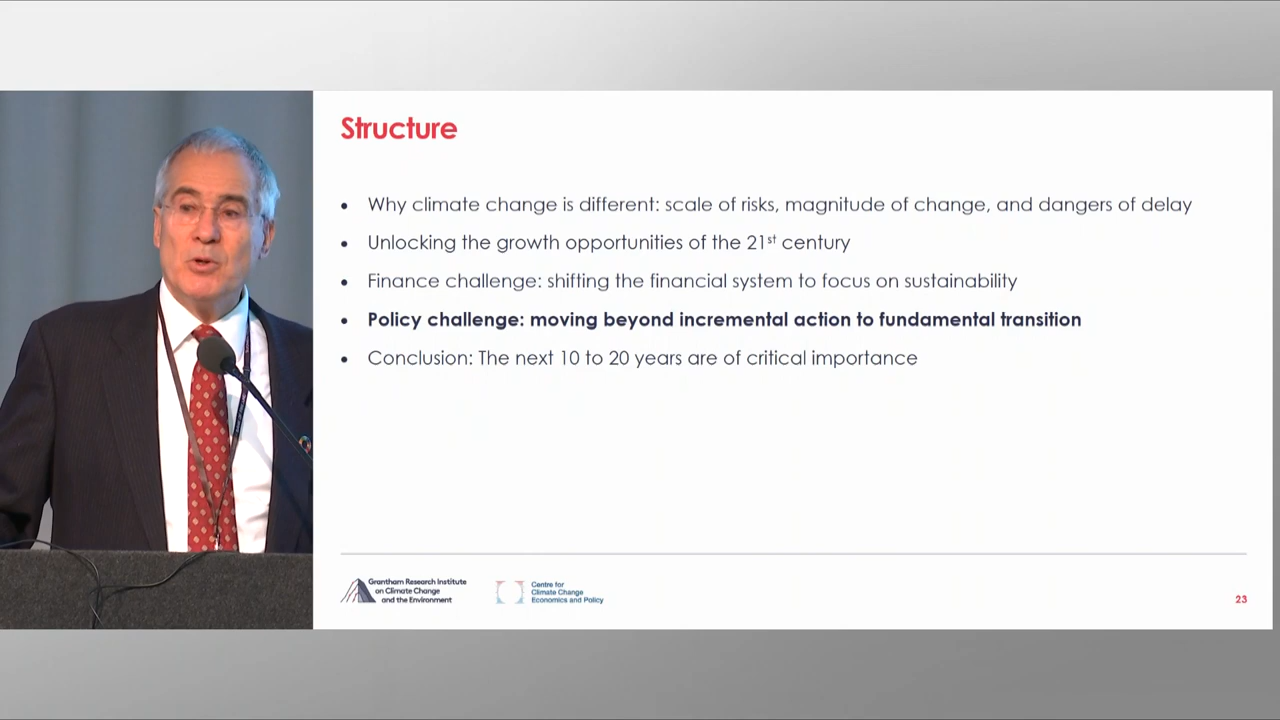 Structure
• Why climate change is different: scale of risks, magnitude of change, and dangers of delay
• Unlocking the growth opportunities of the 21st century
• Finance challenge: shifting the financial system to focus on sustainability
• Policy challenge: moving beyond incremental action to fundamental transition
• Conclusion: The next 10 to 20 years are of critical importance
Grantham Research Institute
on Climate Change
and the Environment
Centre for
Climate Change
Economics and Policy
23